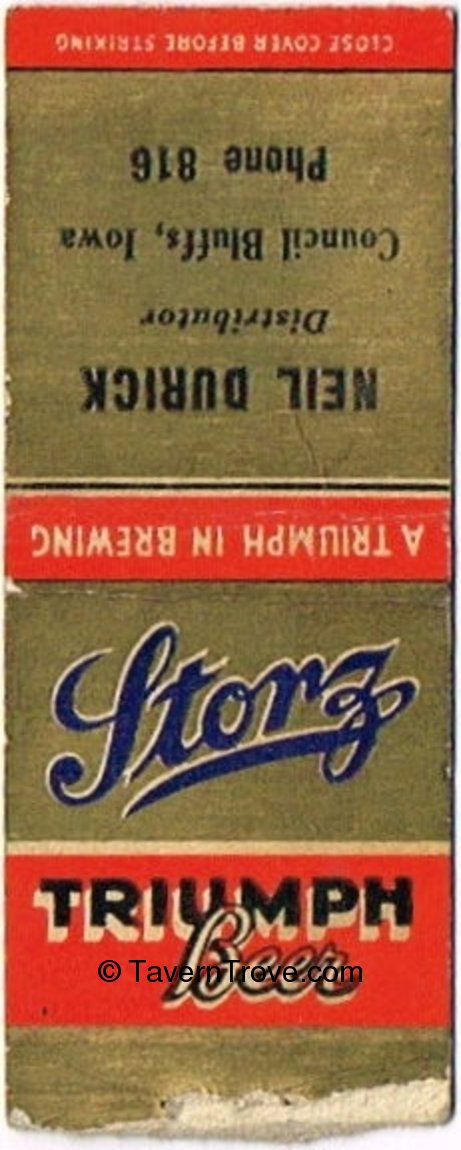 CLOSE COVER BEFORE STRIKING
NEIL DURICK
Distributor
Council Bluffs, Iowa
Phone 816
A TRIUMPH IN BREWING
Storz
TRIUMPH
Beer
© TavernTrove.com